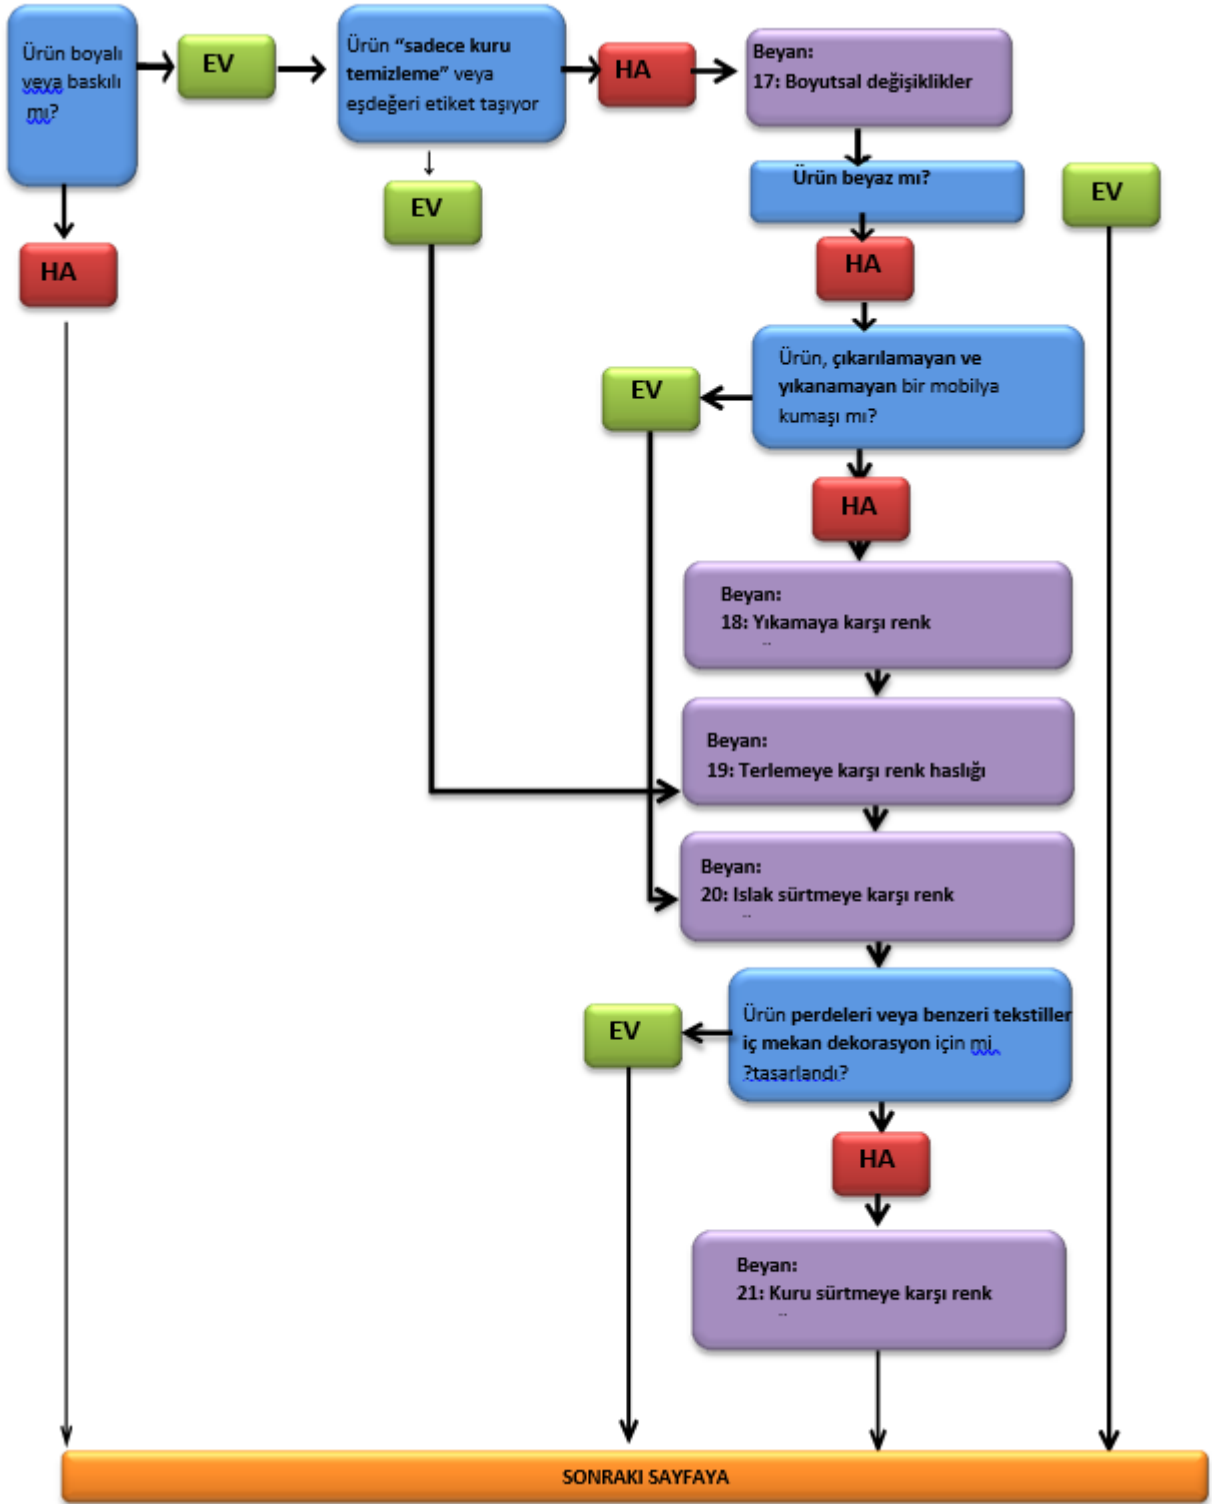 Ürün boyalı
veya baskılı
mı?
EV
Ürün “sadece kuru
temizleme” veya
eşdeğeri etiket taşıyor
HA
Beyan:
17: Boyutsal değişiklikler
HA
EV
Ürün beyaz mı?
EV
HA
Ürün, çıkarılamayan ve
yıkanamayan bir mobilya
kumaşı mı?
EV
HA
Beyan:
18: Yıkamaya karşı renk
Beyan:
19: Terlemeye karşı renk haslığı
Beyan:
20: Islak sürtmeye karşı renk
Ürün perdeleri veya benzeri tekstiller
iç mekan dekorasyon için mi
?tasarlandı?
EV
HA
Beyan:
21: Kuru sürtmeye karşı renk
SONRAKI SAYFAYA